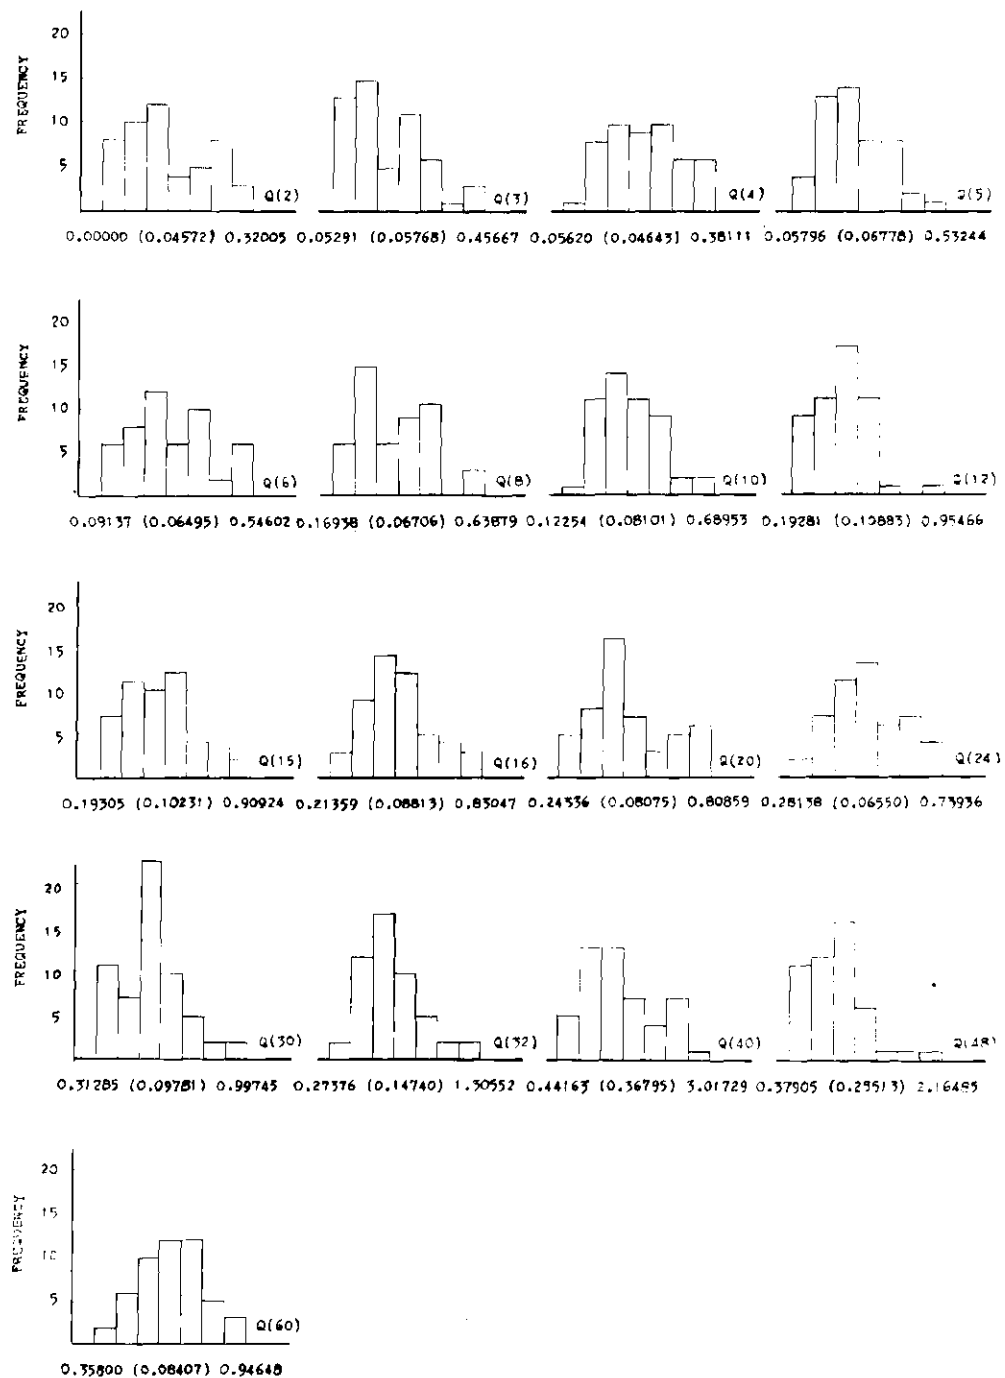 FREQUENCY
20
15
10
5
Q(2)
Q(3)
Q(4)
Q(5)
0.00000 (0.04572) 0.32005
0.05291 (0.05768) 0.45667
0.05620 (0.04643) 0.38111
0.05796 (0.06778) 0.53244
FREQUENCY
20
15
10
5
Q(6)
Q(8)
Q(10)
Q(12)
0.09137 (0.06495) 0.54602
0.16938 (0.06706) 0.63879
0.12254 (0.08101) 0.68953
0.19281 (0.10883) 0.95466
FREQUENCY
20
15
10
5
Q(15)
Q(16)
Q(20)
Q(24)
0.19305 (0.10231) 0.90924
0.21359 (0.08813) 0.83047
0.24336 (0.08075) 0.80859
0.28138 (0.06550) 0.73936
FREQUENCY
20
15
10
5
Q(30)
Q(32)
Q(40)
Q(48)
0.31285 (0.09781) 0.99745
0.27376 (0.14740) 1.30552
0.44163 (0.36795) 3.01729
0.37905 (0.25513) 2.16485
FREQUENCY
20
15
10
5
Q(60)
0.35800 (0.08407) 0.94648